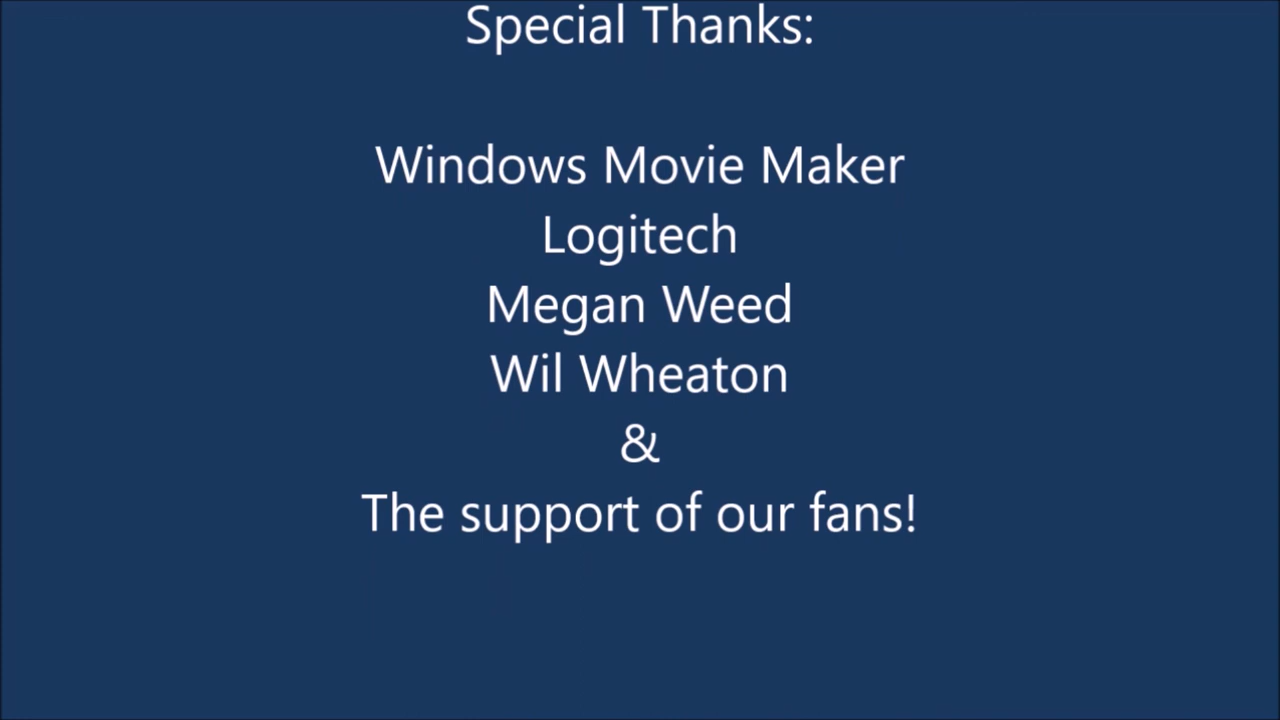 Special Thanks:
Windows Movie Maker
Logitech
Megan Weed
Wil Wheaton
&
The support of our fans!